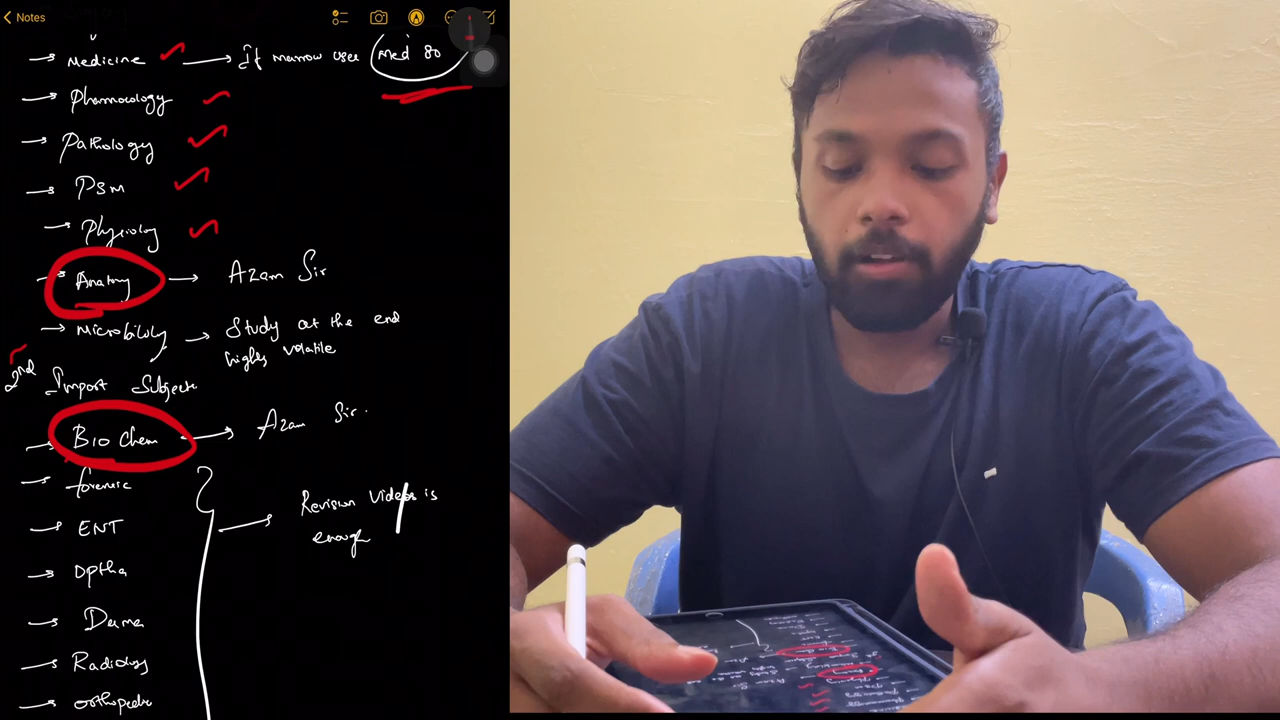 Notes
→ Medicine ✓ → If marrow user (Med 80
→ Pharmacology ✓
→ Pathology ✓
→ PSM ✓
→ Physiology ✓
→ Anatomy → Azam Sir
→ Microbiology → Study at the end
highly volatile
2nd Import Subjects
→ Bio Chem → Azam Sir.
→ forensic
→ Revision Videos is
enough
→ ENT
→ Optha
→ Derma
→ Radiology
→ orthopedic